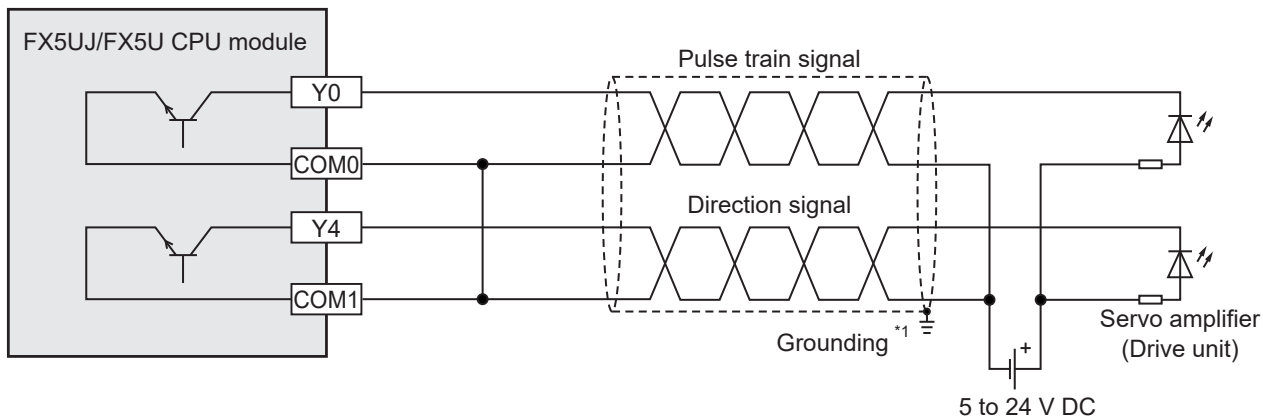 FX5UJ/FX5U CPU module
Pulse train signal
Y0
COM0
Direction signal
Y4
COM1
Grounding *1
Servo amplifier
(Drive unit)
+
5 to 24 V DC